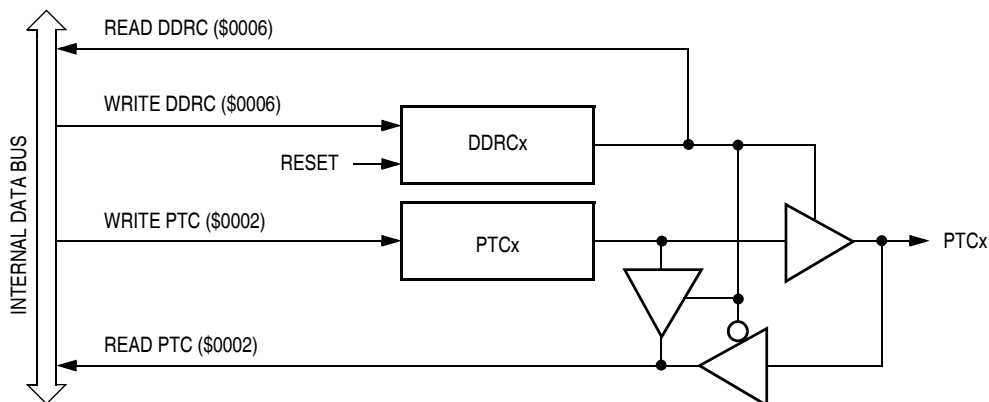 READ DDRC ($0006)
WRITE DDRC ($0006)
DDRCx
RESET
INTERNAL DATA BUS
WRITE PTC ($0002)
PTCx
PTCx
READ PTC ($0002)